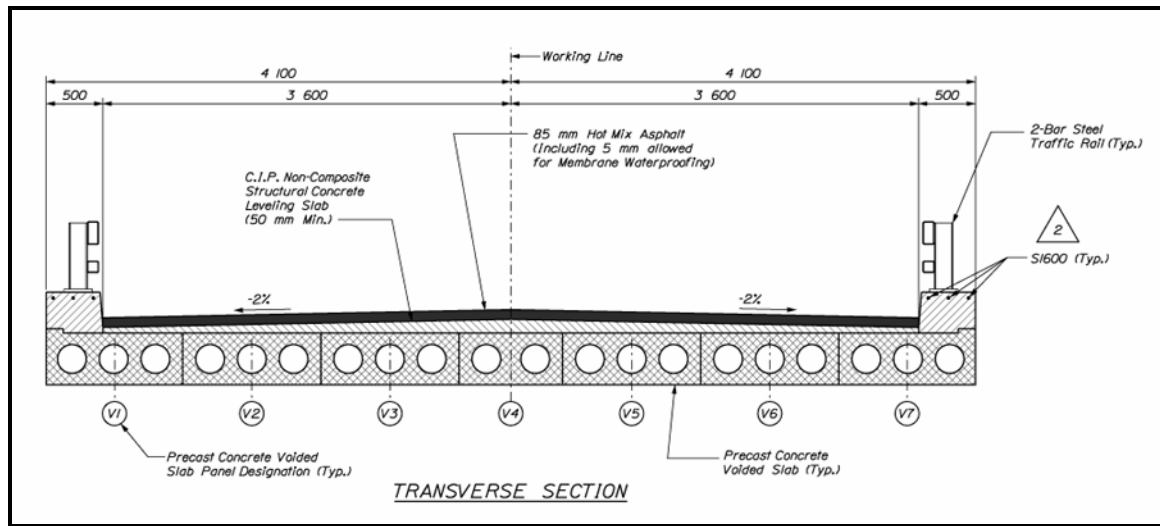 Working Line
4 100
4 100
500
3 600
3 600
500
85 mm Hot Mix Asphalt
(Including 5 mm allowed
for Membrane Waterproofing)
2-Bar Steel
Traffic Rail (Typ.)
C.I.P. Non-Composite
Structural Concrete
Leveling Slab
(50 mm Min.)
2
S1600 (Typ.)
-2%
-2%
V1
V2
V3
V4
V5
V6
V7
Precast Concrete Voided
Slab Panel Designation (Typ.)
Precast Concrete
Voided Slab (Typ.)
TRANSVERSE SECTION